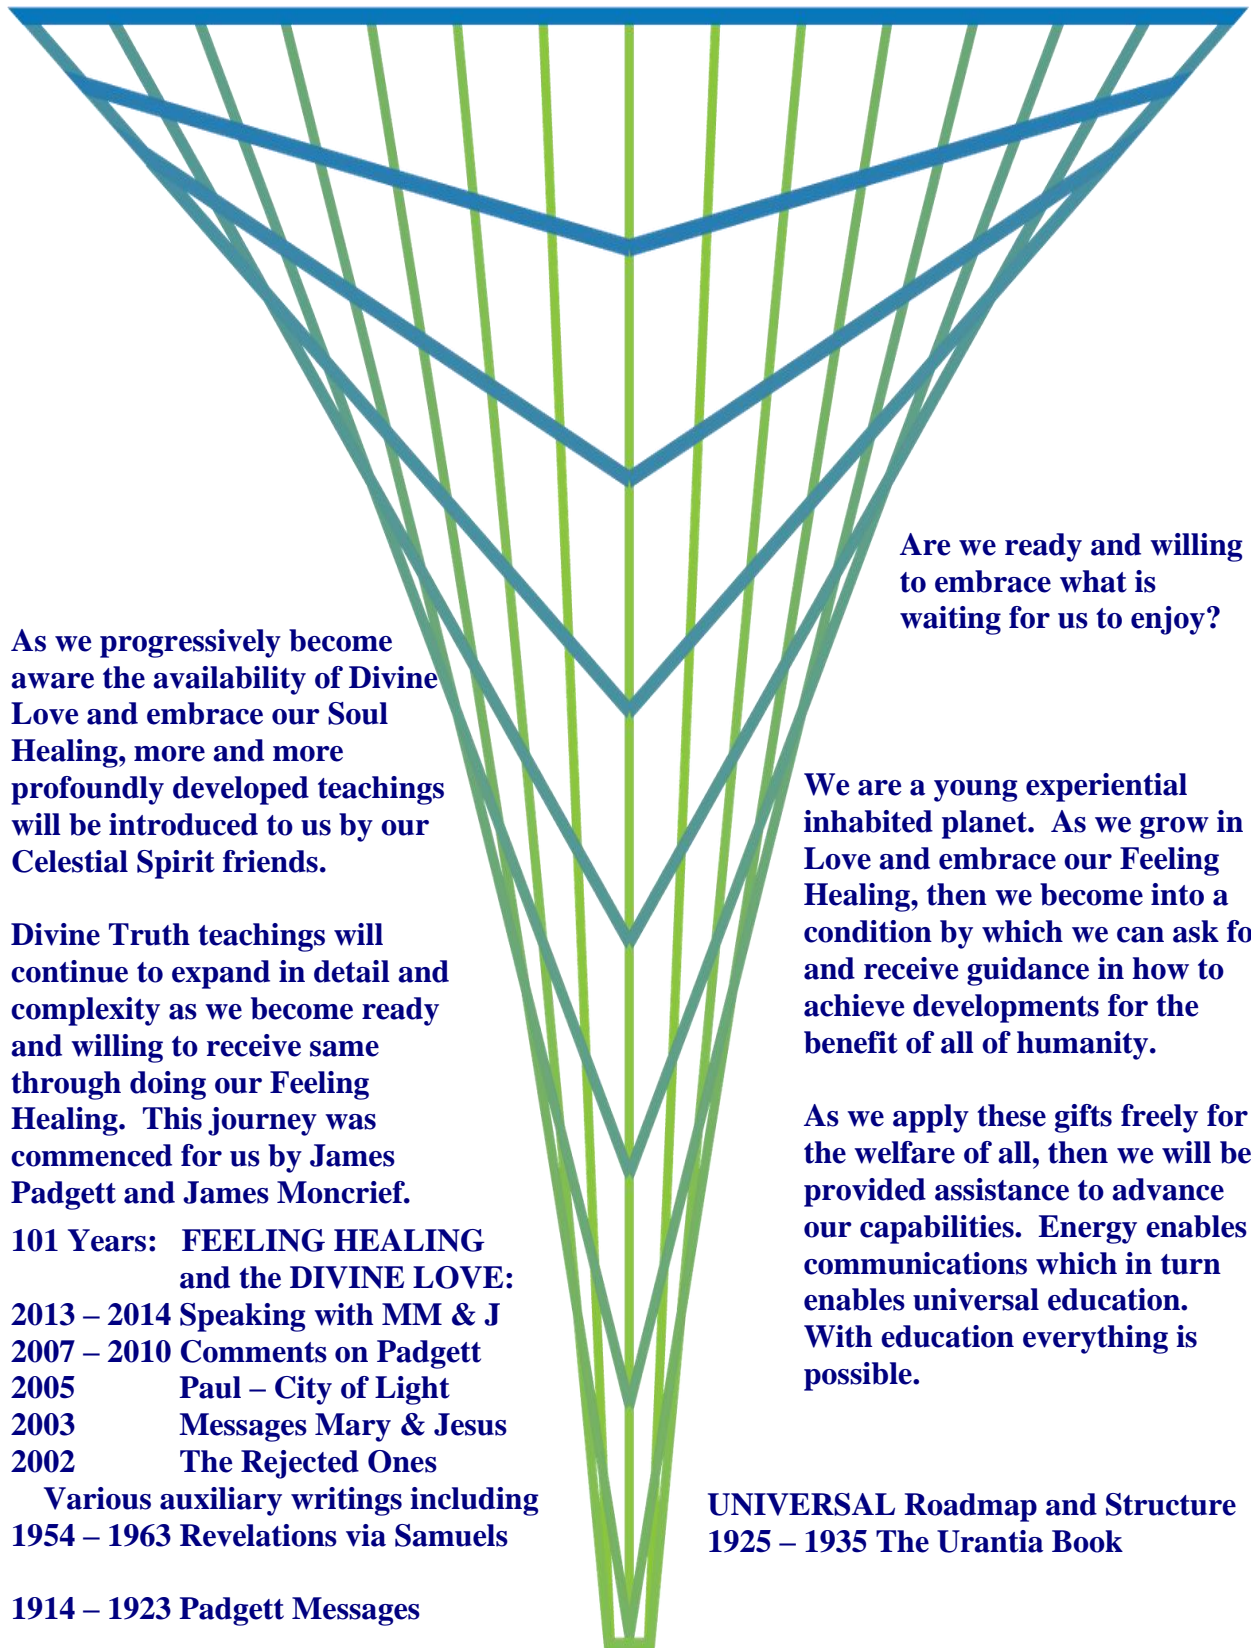 Are we ready and willing
to embrace what is
waiting for us to enjoy?
As we progressively become
aware the availability of Divine
Love and embrace our Soul
Healing, more and more
profoundly developed teachings
will be introduced to us by our
Celestial Spirit friends.
Divine Truth teachings will
continue to expand in detail and
complexity as we become ready
and willing to receive same
through doing our Feeling
Healing.  This journey was
commenced for us by James
Padgett and James Moncrief.
101 Years:   FEELING HEALING
and the DIVINE LOVE:
2013 – 2014 Speaking with MM & J
2007 – 2010 Comments on Padgett
2005 Paul – City of Light
2003 Messages Mary & Jesus
2002 The Rejected Ones
Various auxiliary writings including
1954 – 1963 Revelations via Samuels
1914 – 1923 Padgett Messages
We are a young experiential
inhabited planet.  As we grow in
Love and embrace our Feeling
Healing, then we become into a
condition by which we can ask fo
and receive guidance in how to
achieve developments for the
benefit of all of humanity.
As we apply these gifts freely for
the welfare of all, then we will be
provided assistance to advance
our capabilities.  Energy enables
communications which in turn
enables universal education.
With education everything is
possible.
UNIVERSAL Roadmap and Structure
1925 – 1935 The Urantia Book